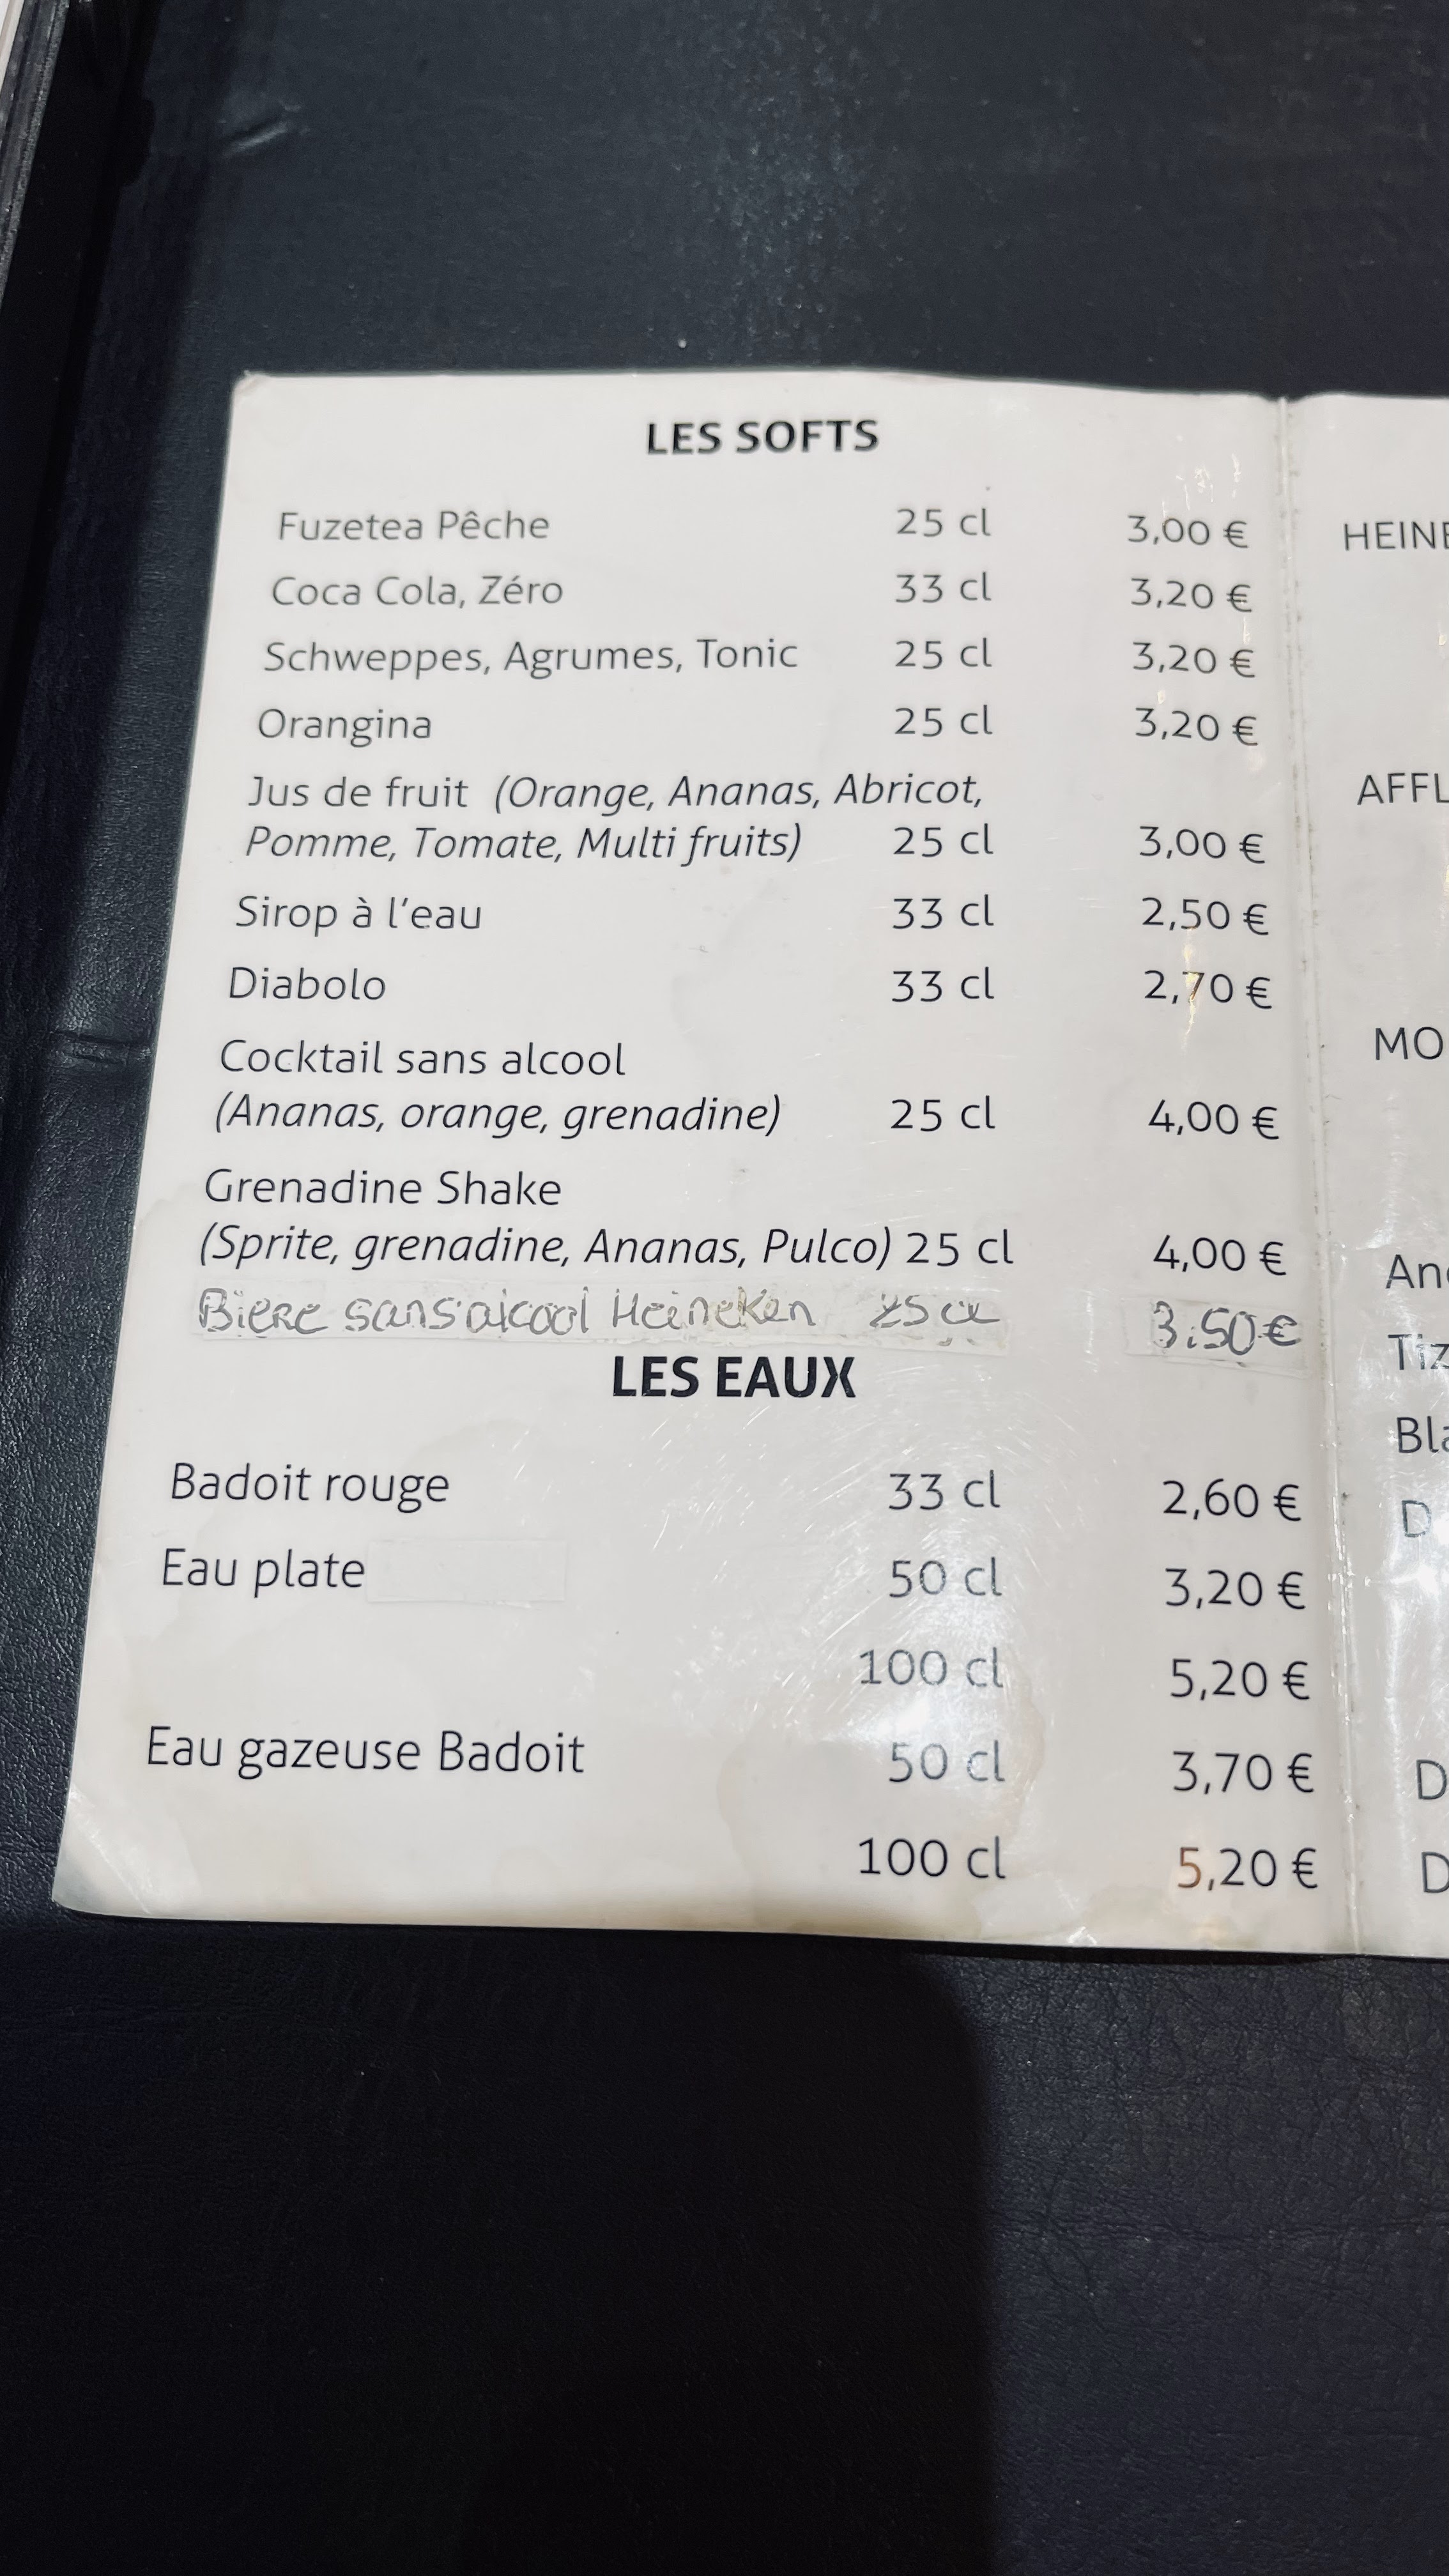 LES SOFTS
Fuzetea Pêche 25 cl 3,00 €
Coca Cola, Zéro 33 cl 3,20 €
Schweppes, Agrumes, Tonic 25 cl 3,20 €
Orangina 25 cl 3,20 €
Jus de fruit (Orange, Ananas, Abricot,
Pomme, Tomate, Multi fruits) 25 cl 3,00 €
Sirop à l'eau 33 cl 2,50 €
Diabolo 33 cl 2,70 €
Cocktail sans alcool
(Ananas, orange, grenadine) 25 cl 4,00 €
Grenadine Shake
(Sprite, grenadine, Ananas, Pulco) 25 cl 4,00 €
Biere sans alcool Heineken 25 cl 3.50 €
LES EAUX
Badoit rouge 33 cl 2,60 €
Eau plate 50 cl 3,20 €
100 cl 5,20 €
Eau gazeuse Badoit 50 cl 3,70 €
100 cl 5,20 €